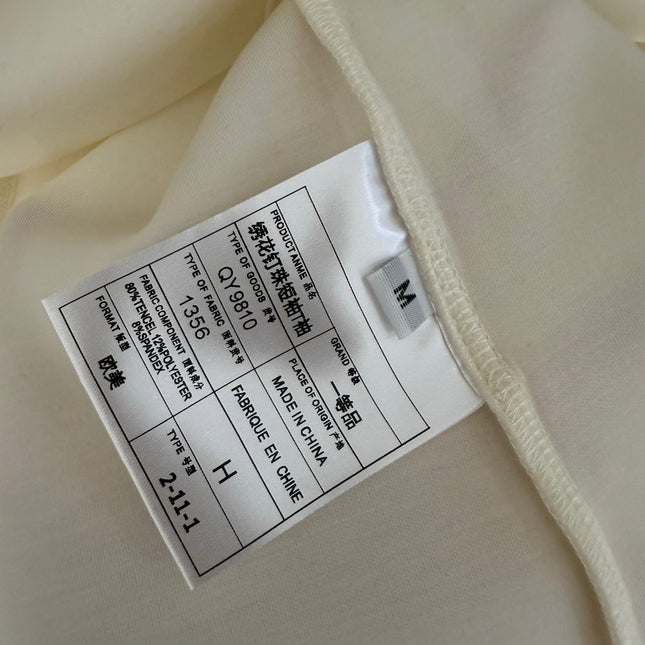 PRODUCT ANME 品名
绣花钉珠短袖T袖
TYPE OF GOODS 货号
QY9810
TYPE OF FABRIC 面料货号
1356
FABRIC COMPONENT 面料成分
80%TENCEL12%POLYESTER
8%SPANDEX
FORMAT 版型
欧美
GRAND 等级
一等品
PLACE OF ORIGIN 产地
MADE IN CHINA
FABRIQUE EN CHINE
H
TYPE 号型
2-11-1
M